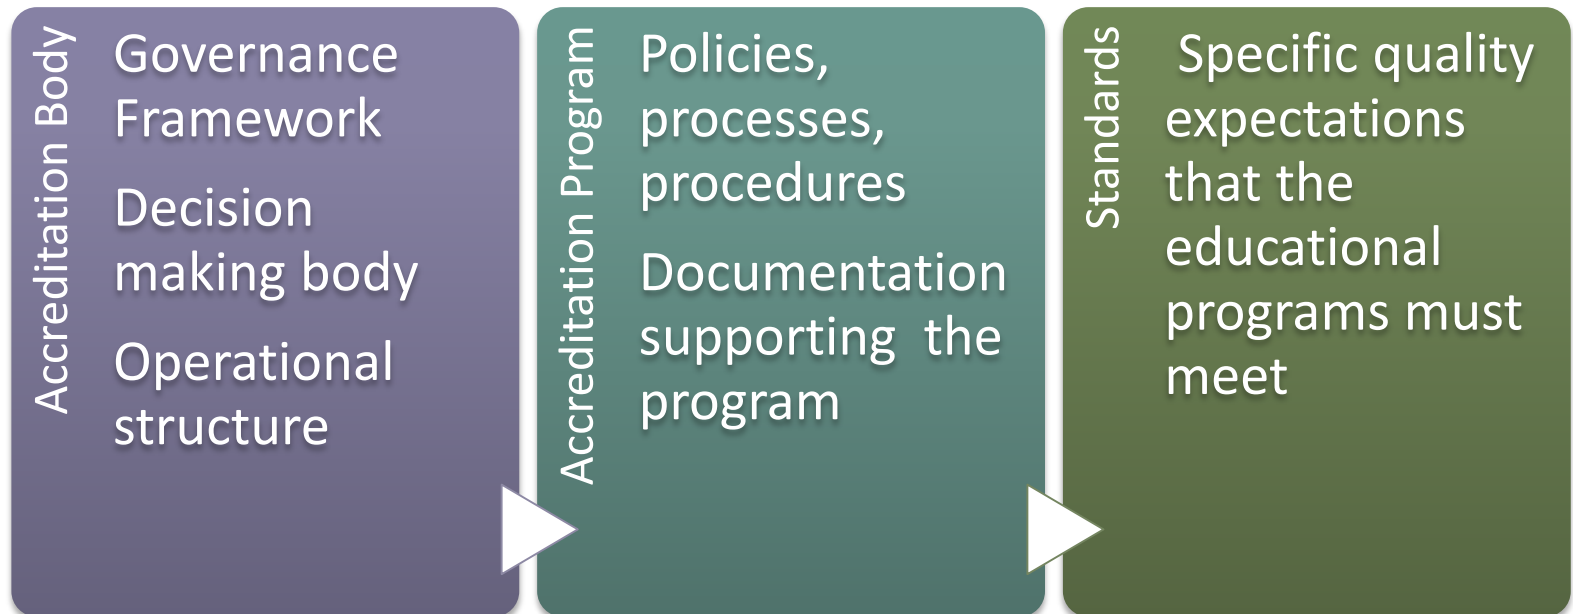 Accreditation Body
Governance
Framework
Decision
making body
Operational
structure
Accreditation Program
Policies,
processes,
procedures
Documentation
supporting the
program
Standards
Specific quality
expectations
that the
educational
programs must
meet